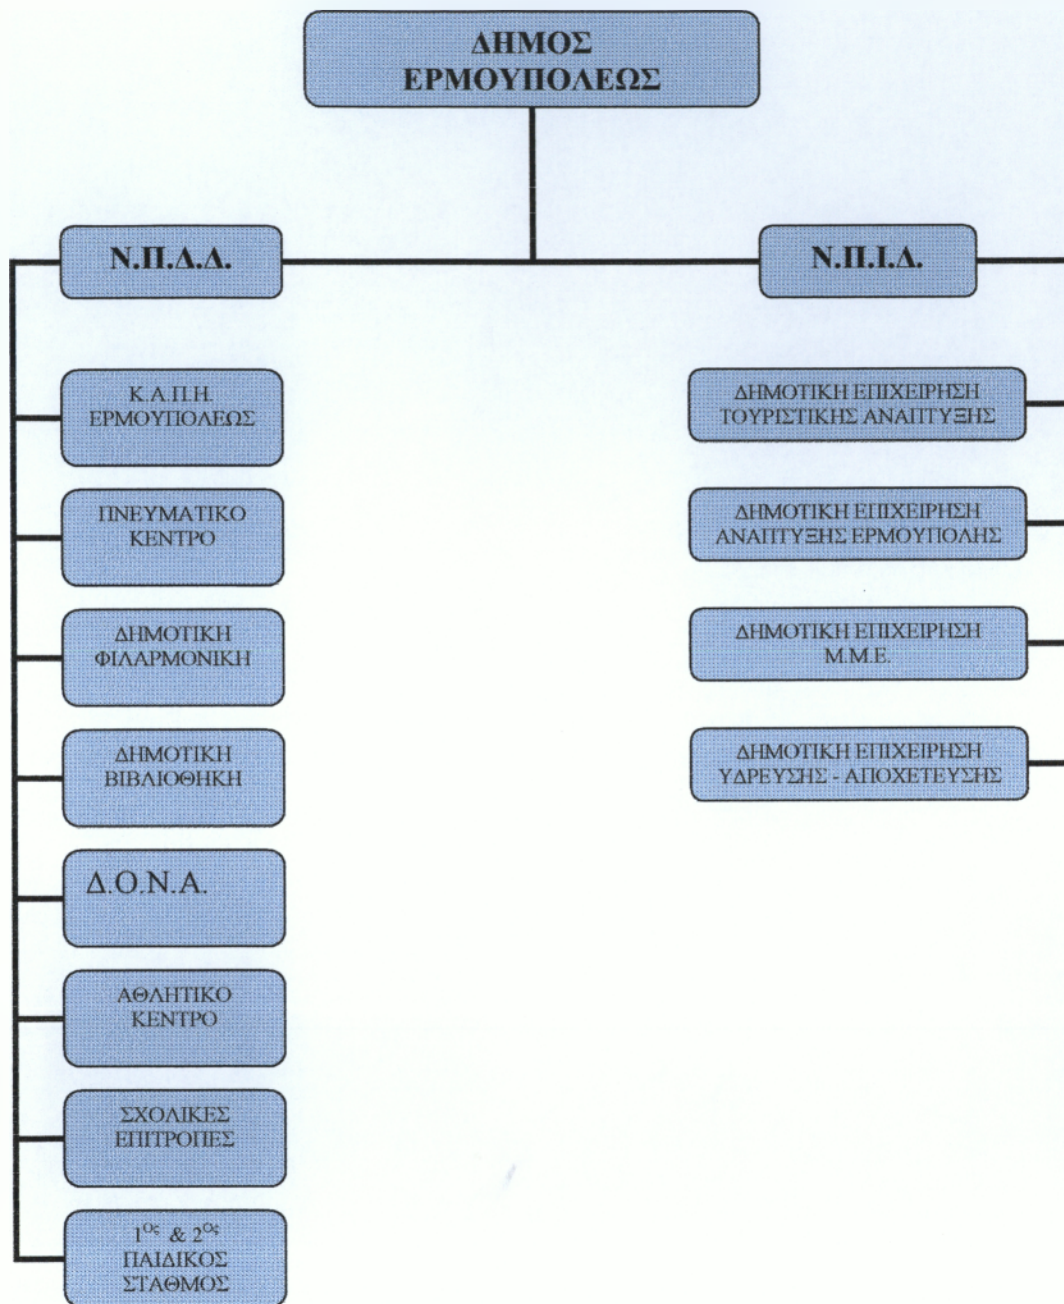 ΔΗΜΟΣ
ΕΡΜΟΥΠΟΛΕΩΣ
Ν.Π.Δ.Δ.
Ν.Π.Ι.Δ.
Κ.Α.Π.Η.
ΕΡΜΟΥΠΟΛΕΩΣ
ΠΝΕΥΜΑΤΙΚΟ
ΚΕΝΤΡΟ
ΔΗΜΟΤΙΚΗ
ΦΙΛΑΡΜΟΝΙΚΗ
ΔΗΜΟΤΙΚΗ
ΒΙΒΛΙΟΘΗΚΗ
Δ.Ο.Ν.Α.
ΑΘΛΗΤΙΚΟ
ΚΕΝΤΡΟ
ΣΧΟΛΙΚΕΣ
ΕΠΙΤΡΟΠΕΣ
1Ος & 2Ος
ΠΑΙΔΙΚΟΣ
ΣΤΑΘΜΟΣ
ΔΗΜΟΤΙΚΗ ΕΠΙΧΕΙΡΗΣΗ
ΤΟΥΡΙΣΤΙΚΗΣ ΑΝΑΠΤΥΞΗΣ
ΔΗΜΟΤΙΚΗ ΕΠΙΧΕΙΡΗΣΗ
ΑΝΑΠΤΥΞΗΣ ΕΡΜΟΥΠΟΛΗΣ
ΔΗΜΟΤΙΚΗ ΕΠΙΧΕΙΡΗΣΗ
Μ.Μ.Ε.
ΔΗΜΟΤΙΚΗ ΕΠΙΧΕΙΡΗΣΗ
ΥΔΡΕΥΣΗΣ - ΑΠΟΧΕΤΕΥΣΗΣ